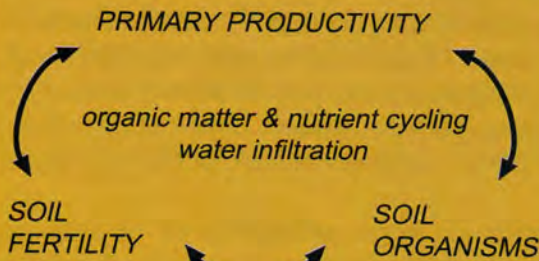 PRIMARY PRODUCTIVITY
organic matter & nutrient cycling
water infiltration
SOIL
FERTILITY
SOIL
ORGANISMS